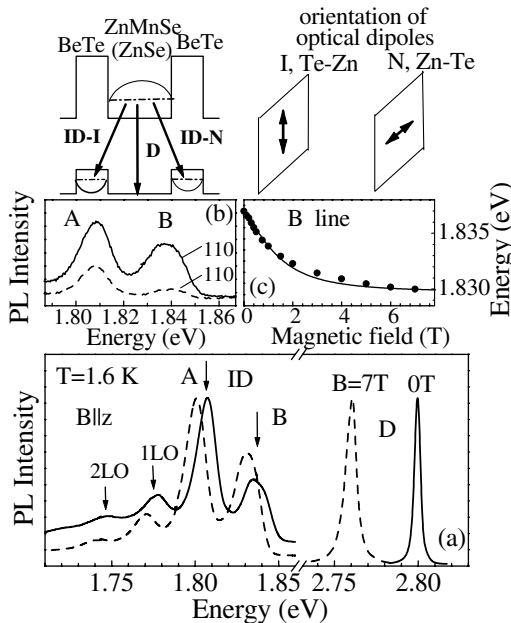 ZnMnSe
BeTe (ZnSe) BeTe
ID-I D ID-N
orientation of
optical dipoles
I, Te-Zn N, Zn-Te
A B (b)
110
110
PL Intensity
1.80 1.82 1.84 1.86
Energy (eV)
B line
(c)
1.835
1.830
Energy (eV)
0 2 4 6
Magnetic field (T)
T=1.6 K A ID B=7T 0T
B||z B D
1LO
2LO
(a)
PL Intensity
1.75 1.80 1.85 2.76 2.80
Energy (eV)